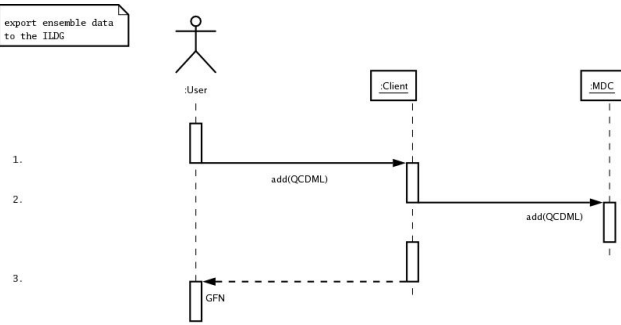 export ensemble data
to the ILDG
:User
:Client
:MDC
1.
add(QCDML)
2.
add(QCDML)
3.
GFN